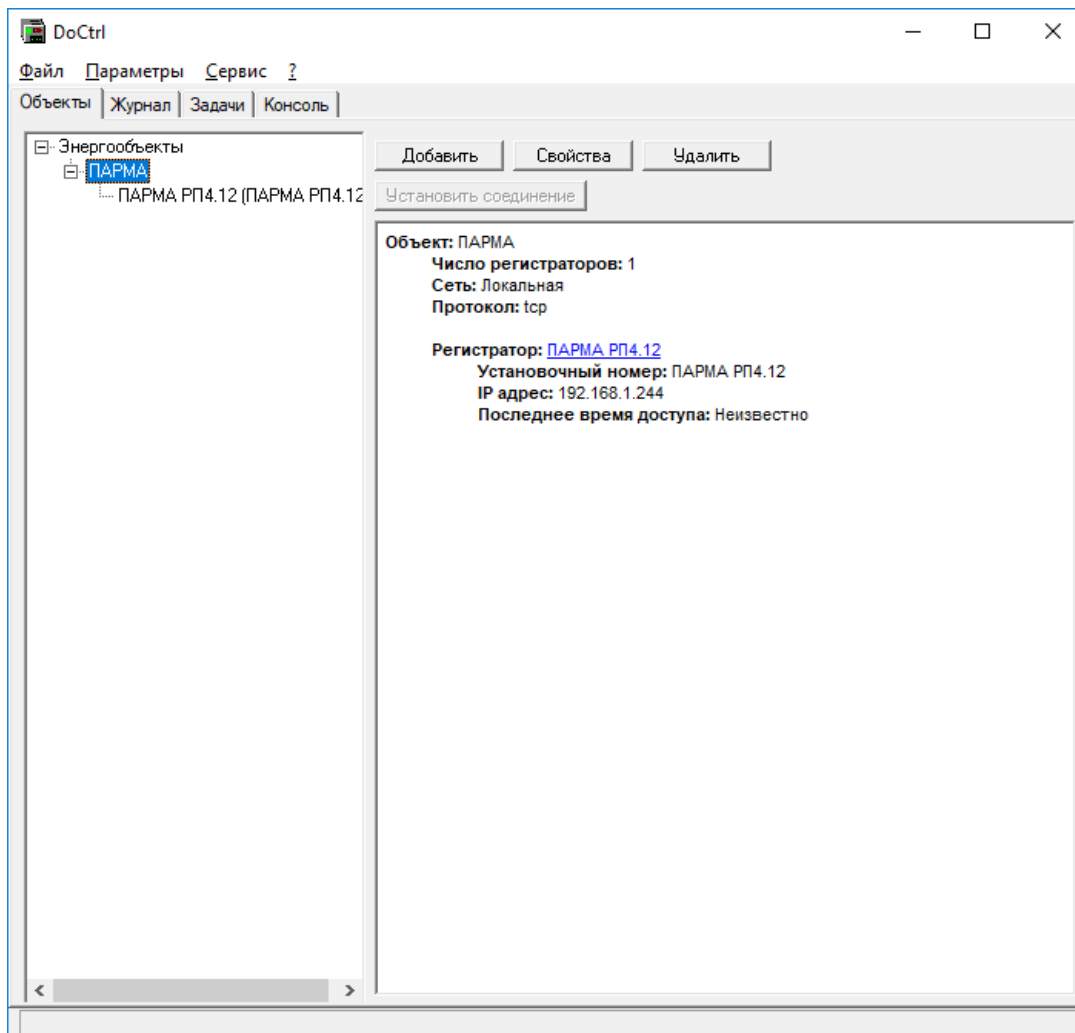 DoCtrl
Файл Параметры Сервис ?
Объекты Журнал Задачи Консоль
Энергообъекты
ПАРМА
ПАРМА РП4.12 (ПАРМА РП4.12
Добавить Свойства Удалить
Установить соединение
Объект: ПАРМА
Число регистраторов: 1
Сеть: Локальная
Протокол: tcp
Регистратор: ПАРМА РП4.12
Установочный номер: ПАРМА РП4.12
IP адрес: 192.168.1.244
Последнее время доступа: Неизвестно